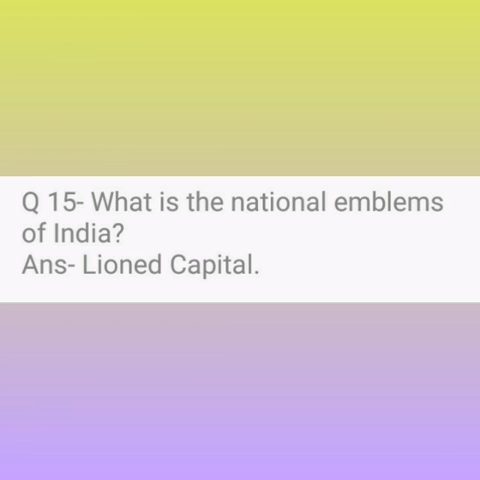 Q 15- What is the national emblems
of India?
Ans- Lioned Capital.